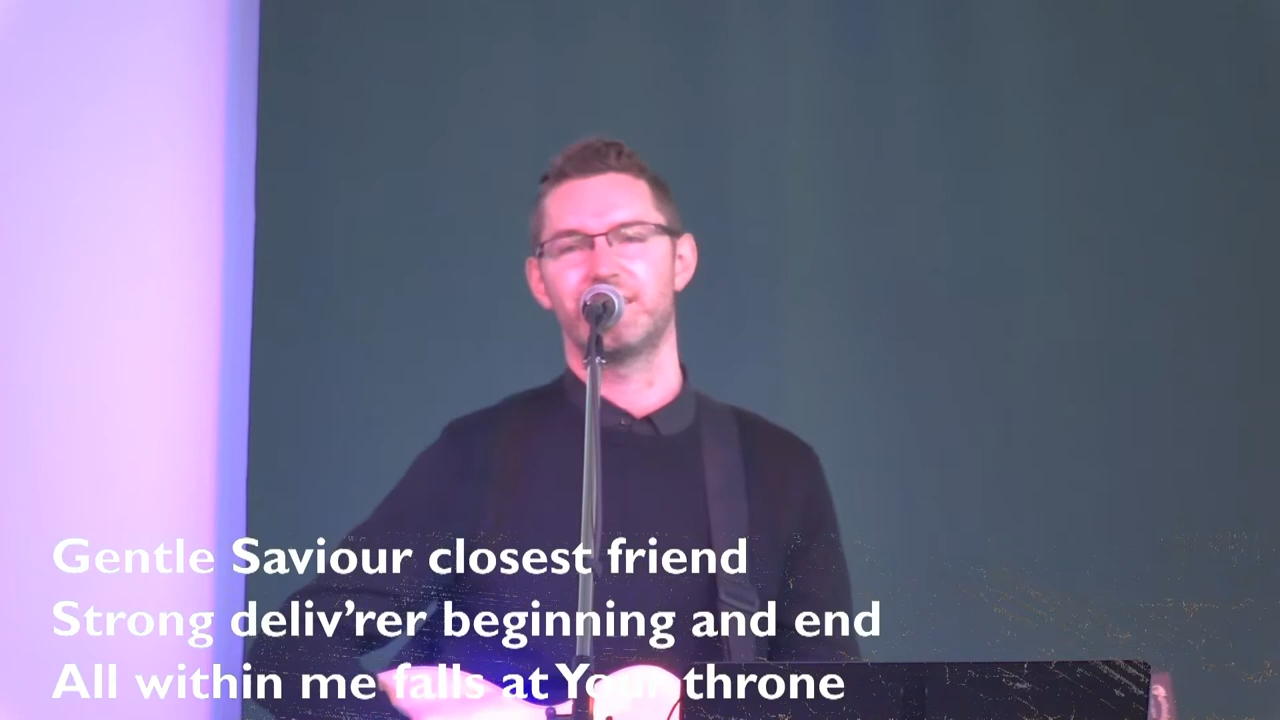 Gentle Saviour closest friend
Strong deliv’rer beginning and end
All within me falls at Your throne